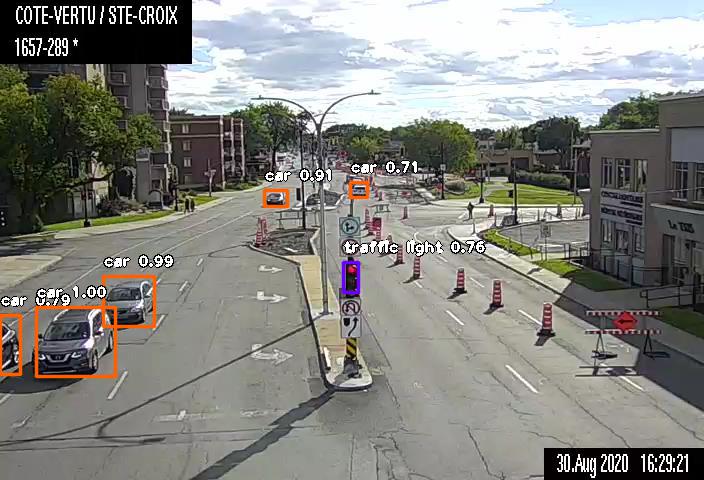 COTE-VERTU / STE-CROIX
1657-289 *
car 0.91
car 0.71
traffic light 0.76
car 0.99
car 0.79
car 1.00
30.Aug 2020 16:29:21